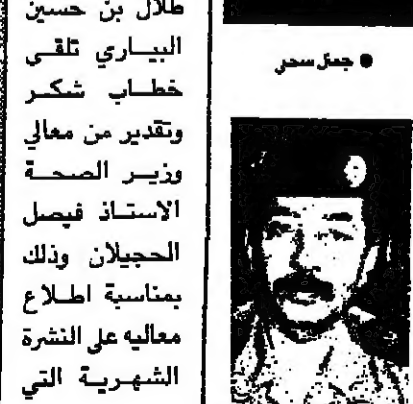 طلال بن حسين
البياري تلقى
خطاب شكر
وتقدير من معالي
وزير الصحة
الاستاذ فيصل
الحجيلان وذلك
بمناسبة اطلاع
معاليه على النشرة
الشهرية التي
● جمال سحر